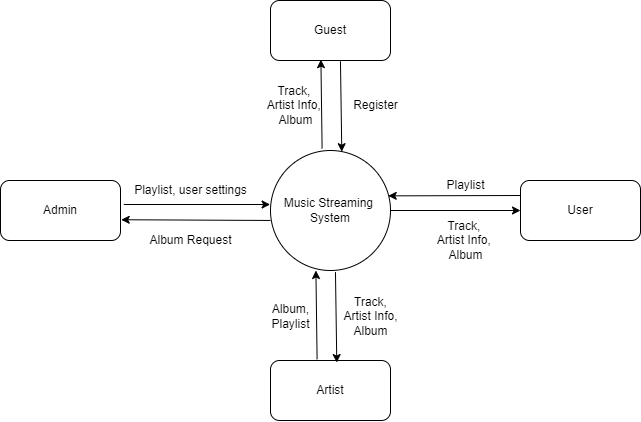 Guest
Track,
Artist Info,
Album
Register
Admin
Playlist, user settings
Album Request
Music Streaming
System
Playlist
Track,
Artist Info,
Album
User
Album,
Playlist
Track,
Artist Info,
Album
Artist